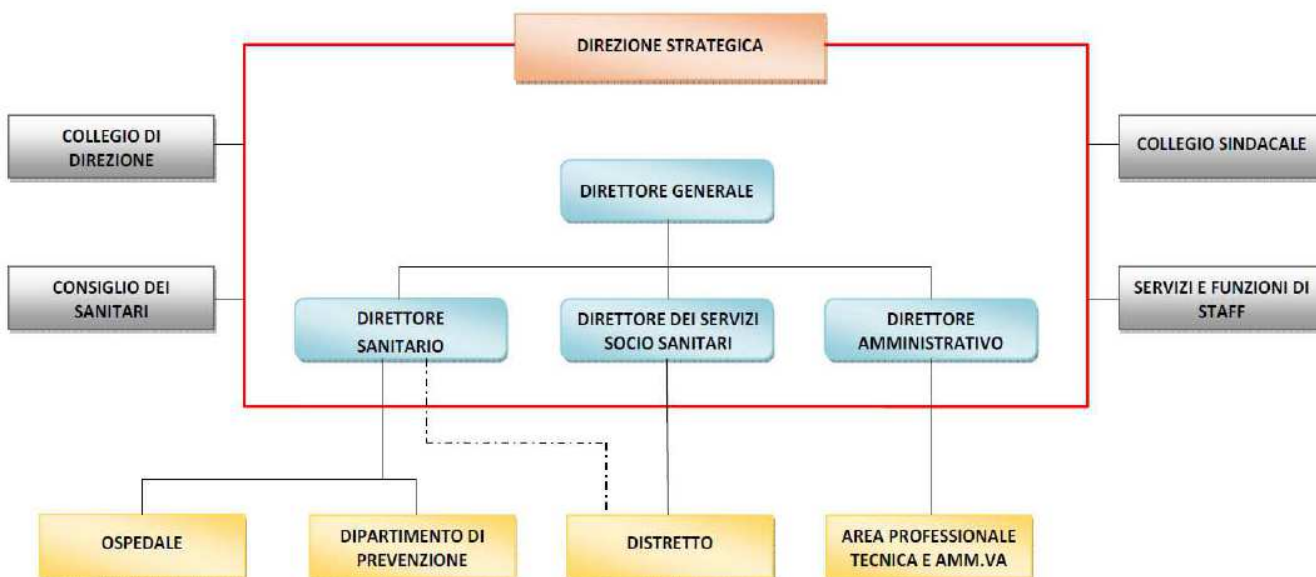 DIREZIONE STRATEGICA
COLLEGIO DI
DIREZIONE
COLLEGIO SINDACALE
DIRETTORE GENERALE
CONSIGLIO DEI
SANITARI
SERVIZI E FUNZIONI DI
STAFF
DIRETTORE
SANITARIO
DIRETTORE DEI SERVIZI
SOCIO SANITARI
DIRETTORE
AMMINISTRATIVO
OSPEDALE
DIPARTIMENTO DI
PREVENZIONE
DISTRETTO
AREA PROFESSIONALE
TECNICA E AMM.VA